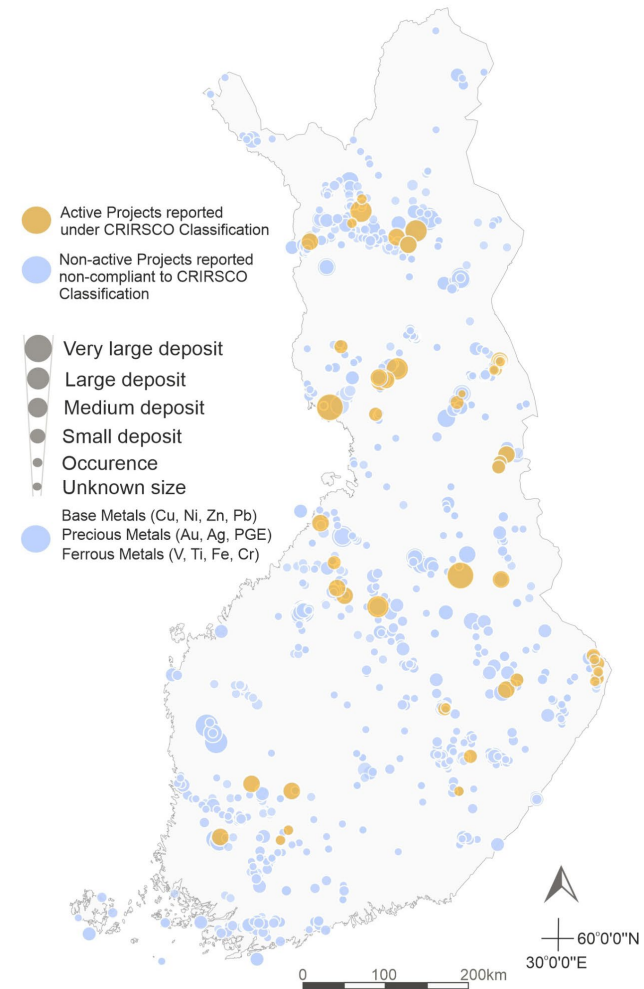 Active Projects reported
under CRIRSCO Classification
Non-active Projects reported
non-compliant to CRIRSCO
Classification
Very large deposit
Large deposit
Medium deposit
Small deposit
Occurence
Unknown size
Base Metals (Cu, Ni, Zn, Pb)
Precious Metals (Au, Ag, PGE)
Ferrous Metals (V, Ti, Fe, Cr)
60°0'0"N
30°0'0"E
0 100 200km